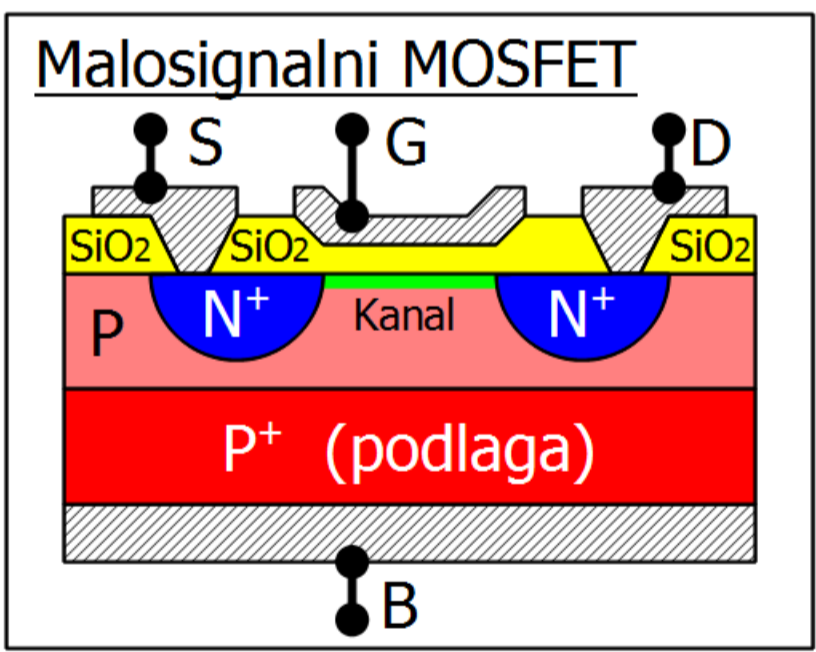 Malosignalni MOSFET
S G D
SiO₂ SiO₂ SiO₂
P N⁺ Kanal N⁺
P⁺ (podlaga)
B